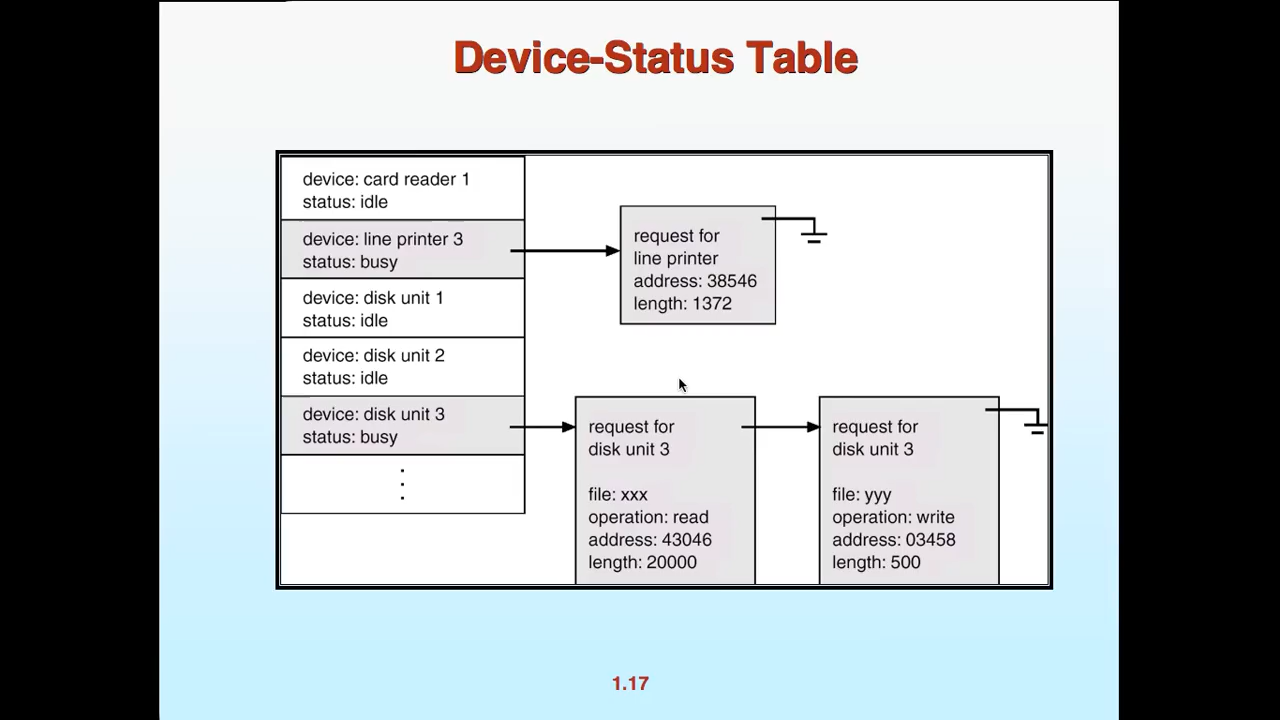 Device-Status Table
device: card reader 1
status: idle
device: line printer 3
status: busy
device: disk unit 1
status: idle
device: disk unit 2
status: idle
device: disk unit 3
status: busy
request for
line printer
address: 38546
length: 1372
request for
disk unit 3
file: xxx
operation: read
address: 43046
length: 20000
request for
disk unit 3
file: yyy
operation: write
address: 03458
length: 500
1.17